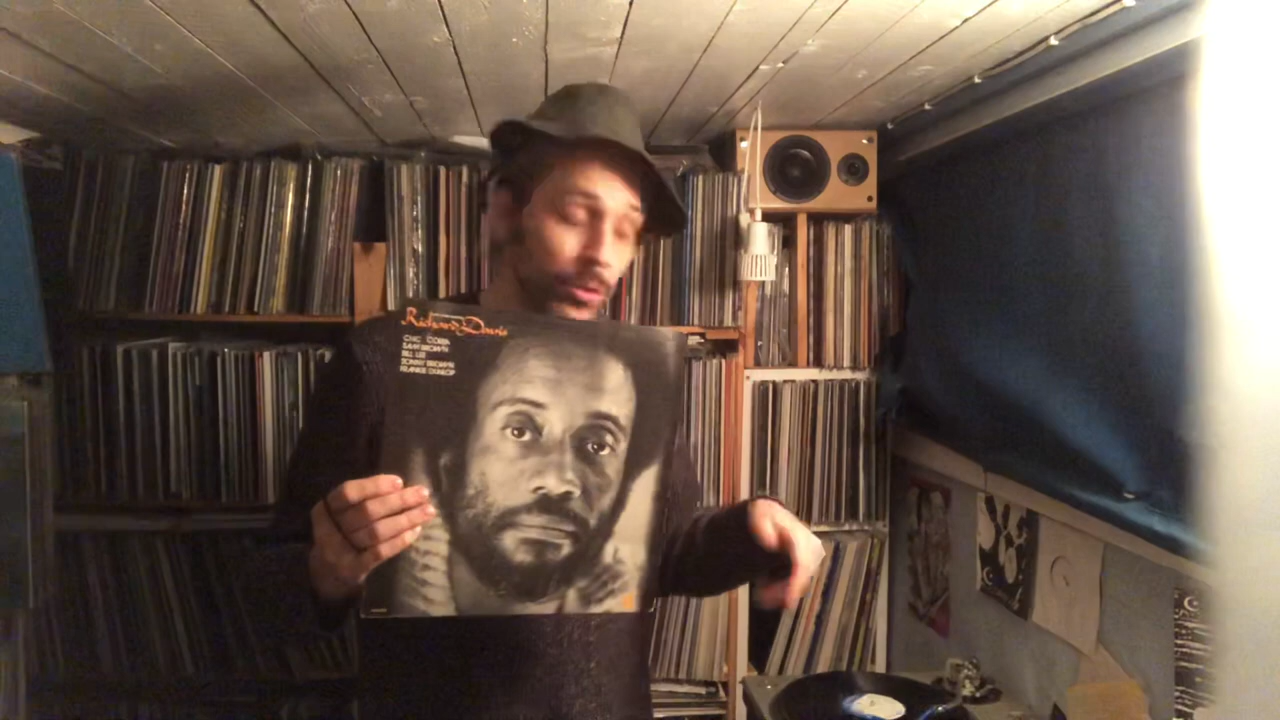 Richard Davis
CHIC COREA
SAM BROWN
BILL LEE
SONNY BROWN
FRANKIE DUNLOP